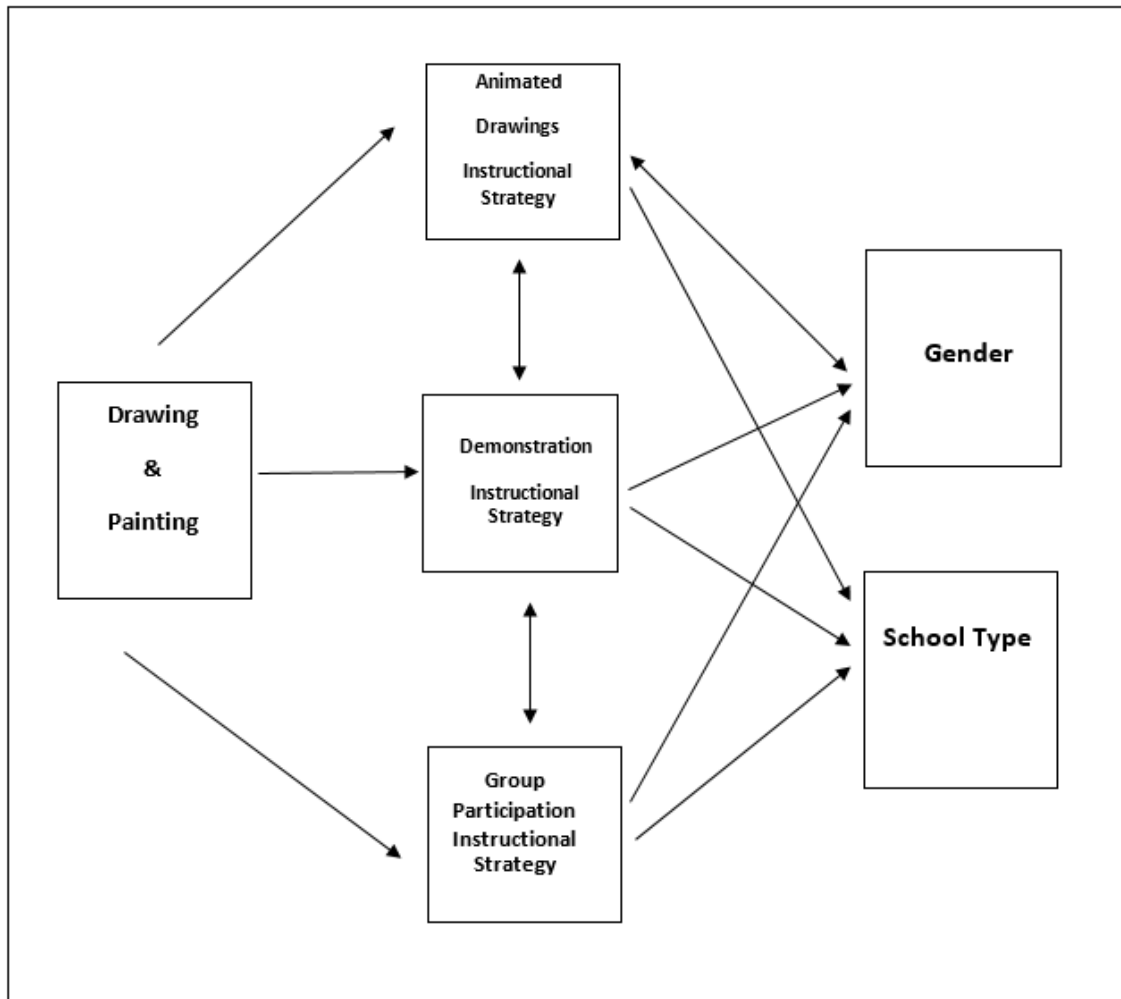 Animated
Drawings
Instructional
Strategy
Drawing
&
Painting
Demonstration
Instructional
Strategy
Group
Participation
Instructional
Strategy
Gender
School Type